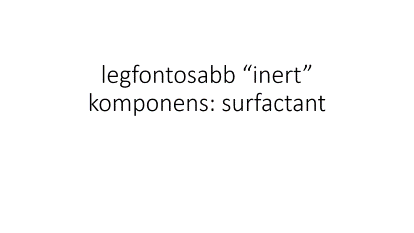 legfontosabb “inert”
komponens: surfactant